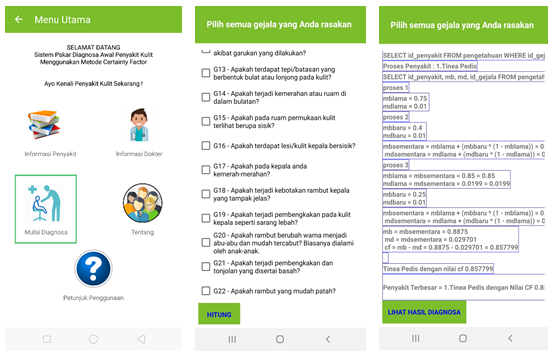 Menu Utama
SELAMAT DATANG
Sistem Pakar Diagnosa Awal Penyakit Kulit
Menggunakan Metode Certainty Factor
Ayo Kenali Penyakit Kulit Sekarang !
Informasi Penyakit
Informasi Dokter
Mulai Diagnosa
Tentang
Petunjuk Penggunaan
Pilih semua gejala yang Anda rasakan
akibat garukan yang dilakukan?
G13 - Apakah terdapat tepi/batasan yang
berbentuk bulat atau lonjong pada kulit?
G14 - Apakah terjadi kemerahan atau ruam di
dalam bulatan?
G15 - Apakah pada ruam permukaan kulit
terlihat berupa sisik?
G16 - Apakah terdapat lesi/kulit kepala bersisik?
G17 - Apakah pada kepala anda
kemerah-merahan?
G18 - Apakah terjadi kebotakan rambut kepala
yang tampak jelas?
G19 - Apakah terjadi pembengkakan pada kulit
kepala seperti sarang lebah?
G20 - Apakah rambut berubah warna menjadi
abu-abu dan mudah tercabut? Biasanya dialami
oleh anak-anak.
G21 - Apakah terjadi pembengkakan dan
tonjolan yang disertai basah?
G22 - Apakah rambut yang mudah patah?
HITUNG
Pilih semua gejala yang Anda rasakan
SELECT id_penyakit FROM pengetahuan WHERE id_gej
Proses Penyakit : 1.Tinea Pedis
SELECT id_penyakit, mb, md, id_gejala FROM pengetah
proses 1
mblama = 0.75
mdlama = 0.01
proses 2
mbbaru = 0.4
mdbaru = 0.01
mbsementara = mblama + (mbbaru * (1 - mblama)) = 0.
mdsementara = mdlama + (mdbaru * (1 - mdlama)) =
proses 3
mblama = mbsementara = 0.85 = 0.85
mdlama = mdsementara = 0.0199 = 0.0199
mbbaru = 0.25
mdbaru = 0.01
mbsementara = mblama + (mbbaru * (1 - mblama)) = 0.
mdsementara = mdlama + (mdbaru * (1 - mdlama)) =
mb = mbsementara = 0.8875
md = mdsementara = 0.029701
cf = mb - md = 0.8875 - 0.029701 = 0.857799
Tinea Pedis dengan nilai cf 0.857799
Penyakit Terbesar = 1.Tinea Pedis dengan Nilai CF 0.8
LIHAT HASIL DIAGNOSA